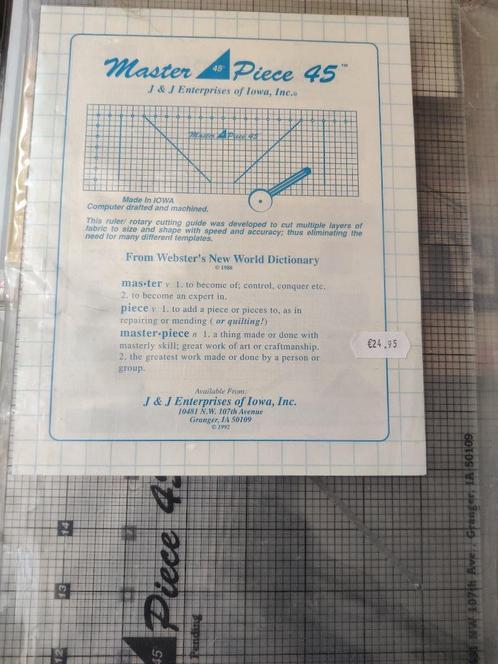 Master 45° Piece 45™
J & J Enterprises of Iowa, Inc.®
Master Piece 45
Made In IOWA
Computer drafted and machined.
This ruler/ rotary cutting guide was developed to cut multiple layers of
fabric to size and shape with speed and accuracy; thus eliminating the
need for many different templates.
From Webster's New World Dictionary
© 1988
mas•ter v 1. to become of; control, conquer etc.
2. to become an expert in.
piece v 1. to add a piece or pieces to, as in
repairing or mending ( or quilting!)
master•piece n 1. a thing made or done with
masterly skill; great work of art or craftmanship.
2. the greatest work made or done by a person or
group.
€24.95
Available From:
J & J Enterprises of Iowa, Inc.
10481 N.W. 107th Avenue
Granger, IA 50109
© 1992
14
13
12
45°
Piece 45
Pending
NW 107th Ave. Granger, IA 50109